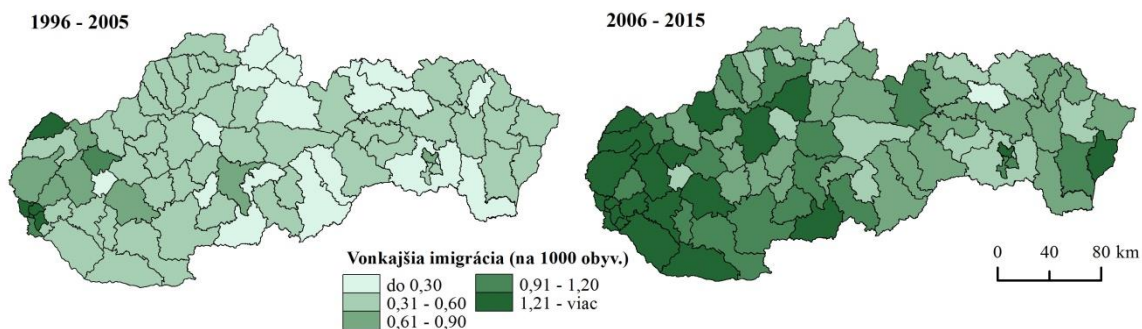 1996 - 2005
2006 - 2015
Vonkajšia imigrácia (na 1000 obyv.)
do 0,30
0,31 - 0,60
0,61 - 0,90
0,91 - 1,20
1,21 - viac
0 40 80 km